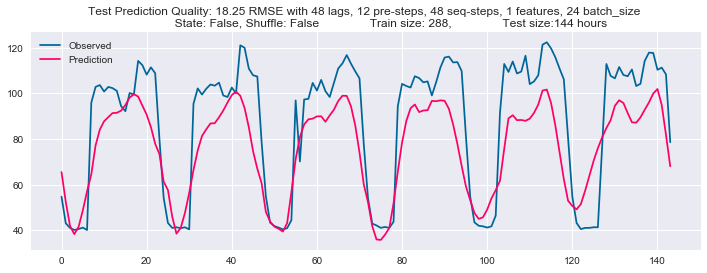 Test Prediction Quality: 18.25 RMSE with 48 lags, 12 pre-steps, 48 seq-steps, 1 features, 24 batch_size
State: False, Shuffle: False Train size: 288, Test size:144 hours
Observed
Prediction
120
100
80
60
40
0 20 40 60 80 100 120 140